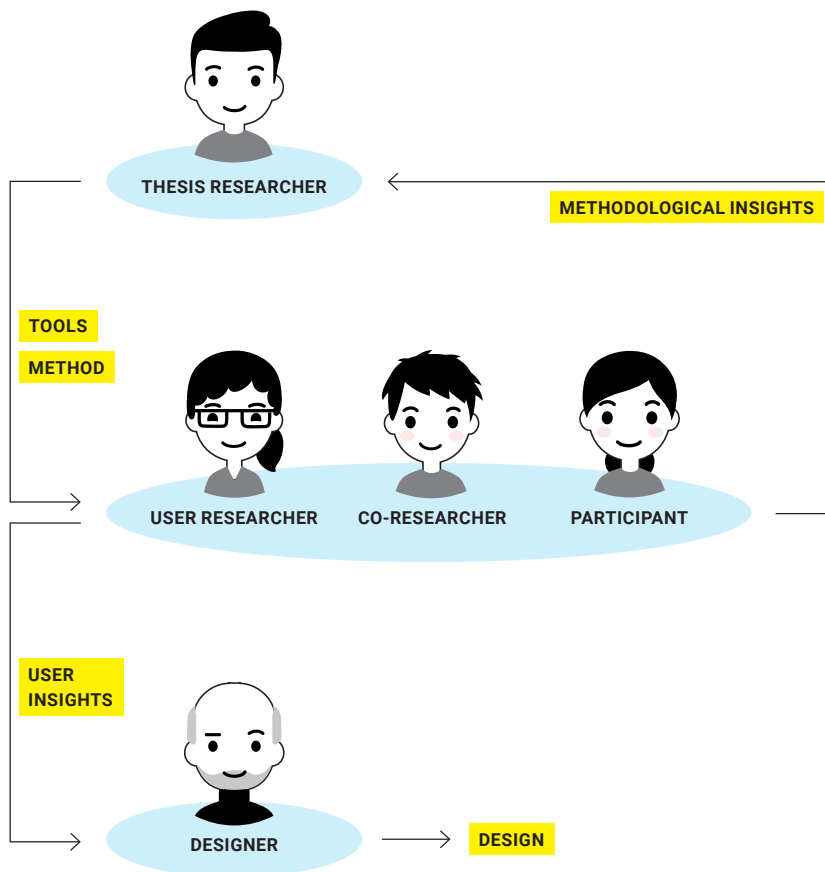 THESIS RESEARCHER
METHODOLOGICAL INSIGHTS
TOOLS
METHOD
USER RESEARCHER
CO-RESEARCHER
PARTICIPANT
USER
INSIGHTS
DESIGNER
DESIGN